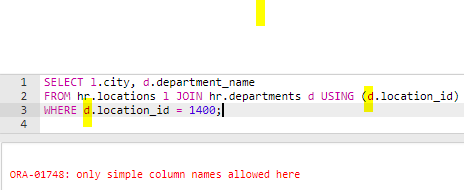 1 SELECT l.city, d.department_name
2 FROM hr.locations l JOIN hr.departments d USING (d.location_id)
3 WHERE d.location_id = 1400;
4
ORA-01748: only simple column names allowed here